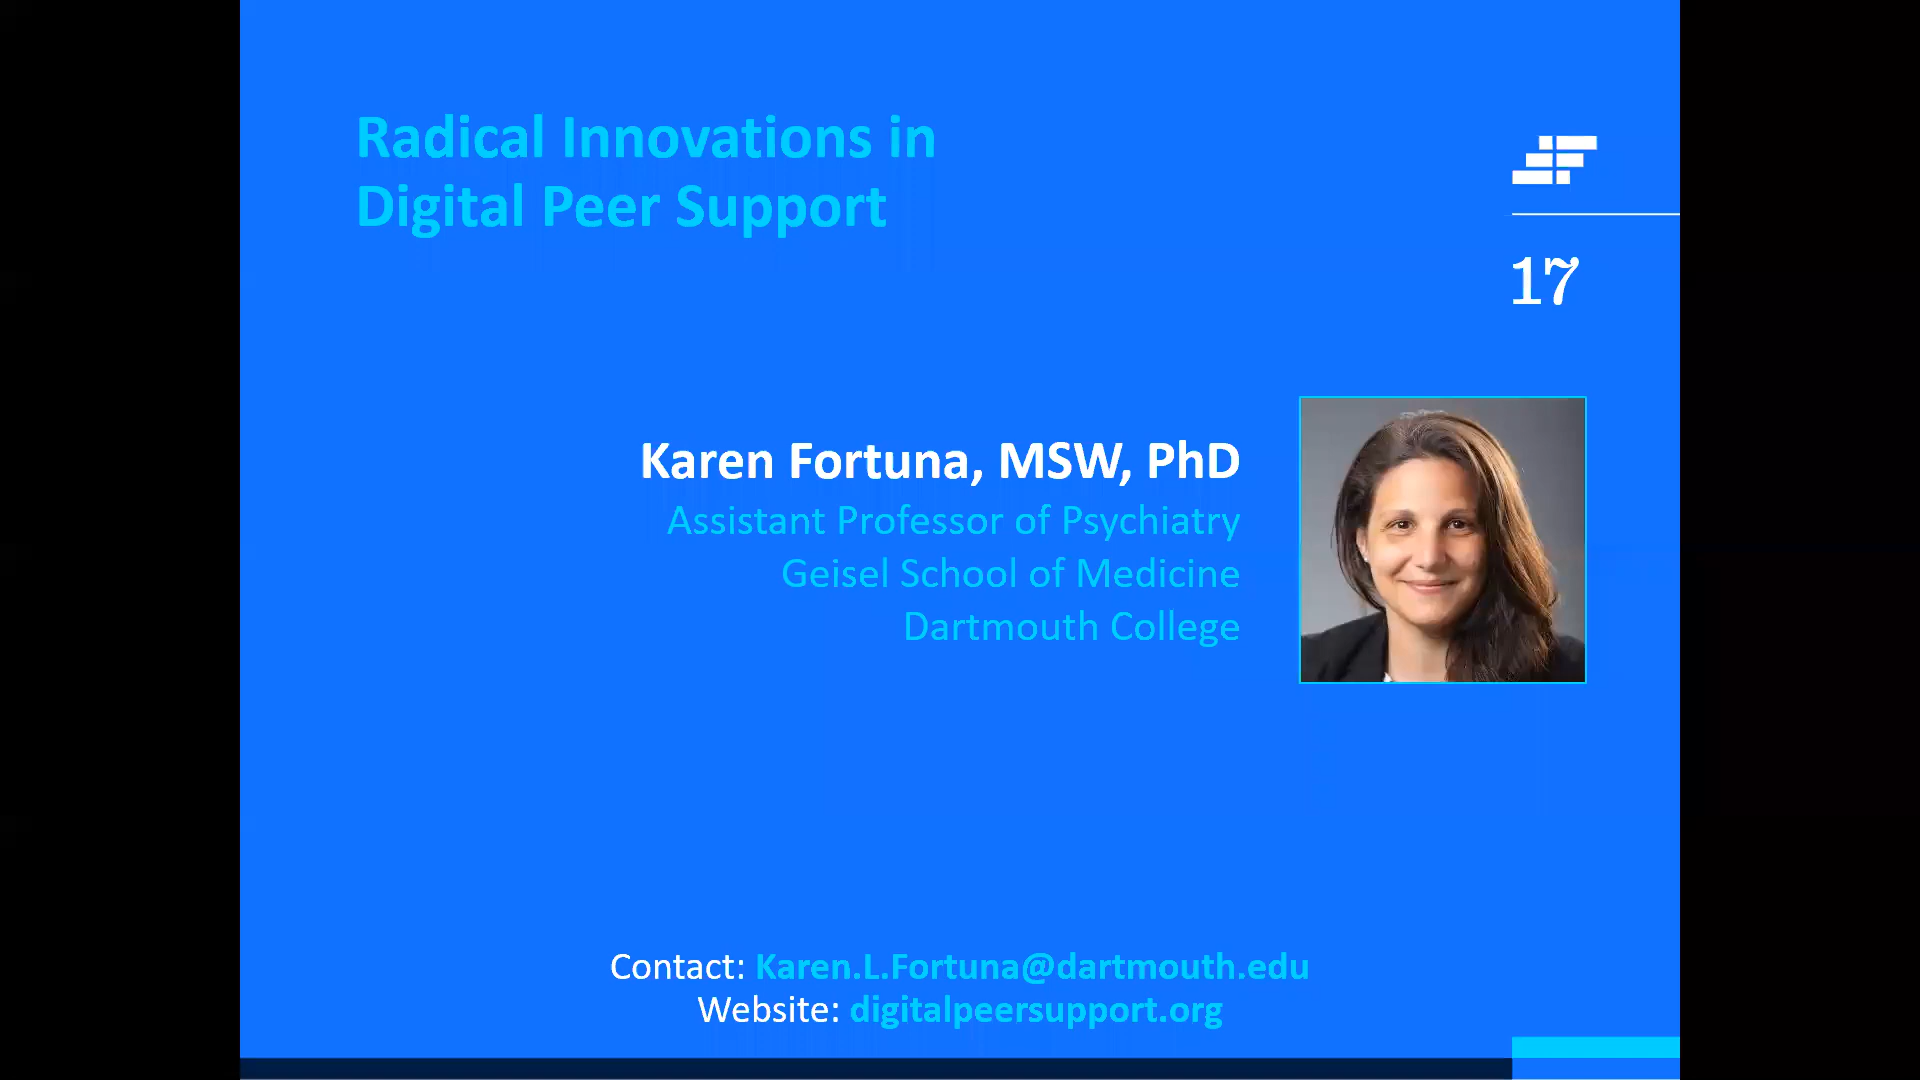 Radical Innovations in
Digital Peer Support
17
Karen Fortuna, MSW, PhD
Assistant Professor of Psychiatry
Geisel School of Medicine
Dartmouth College
Contact: Karen.L.Fortuna@dartmouth.edu
Website: digitalpeersupport.org